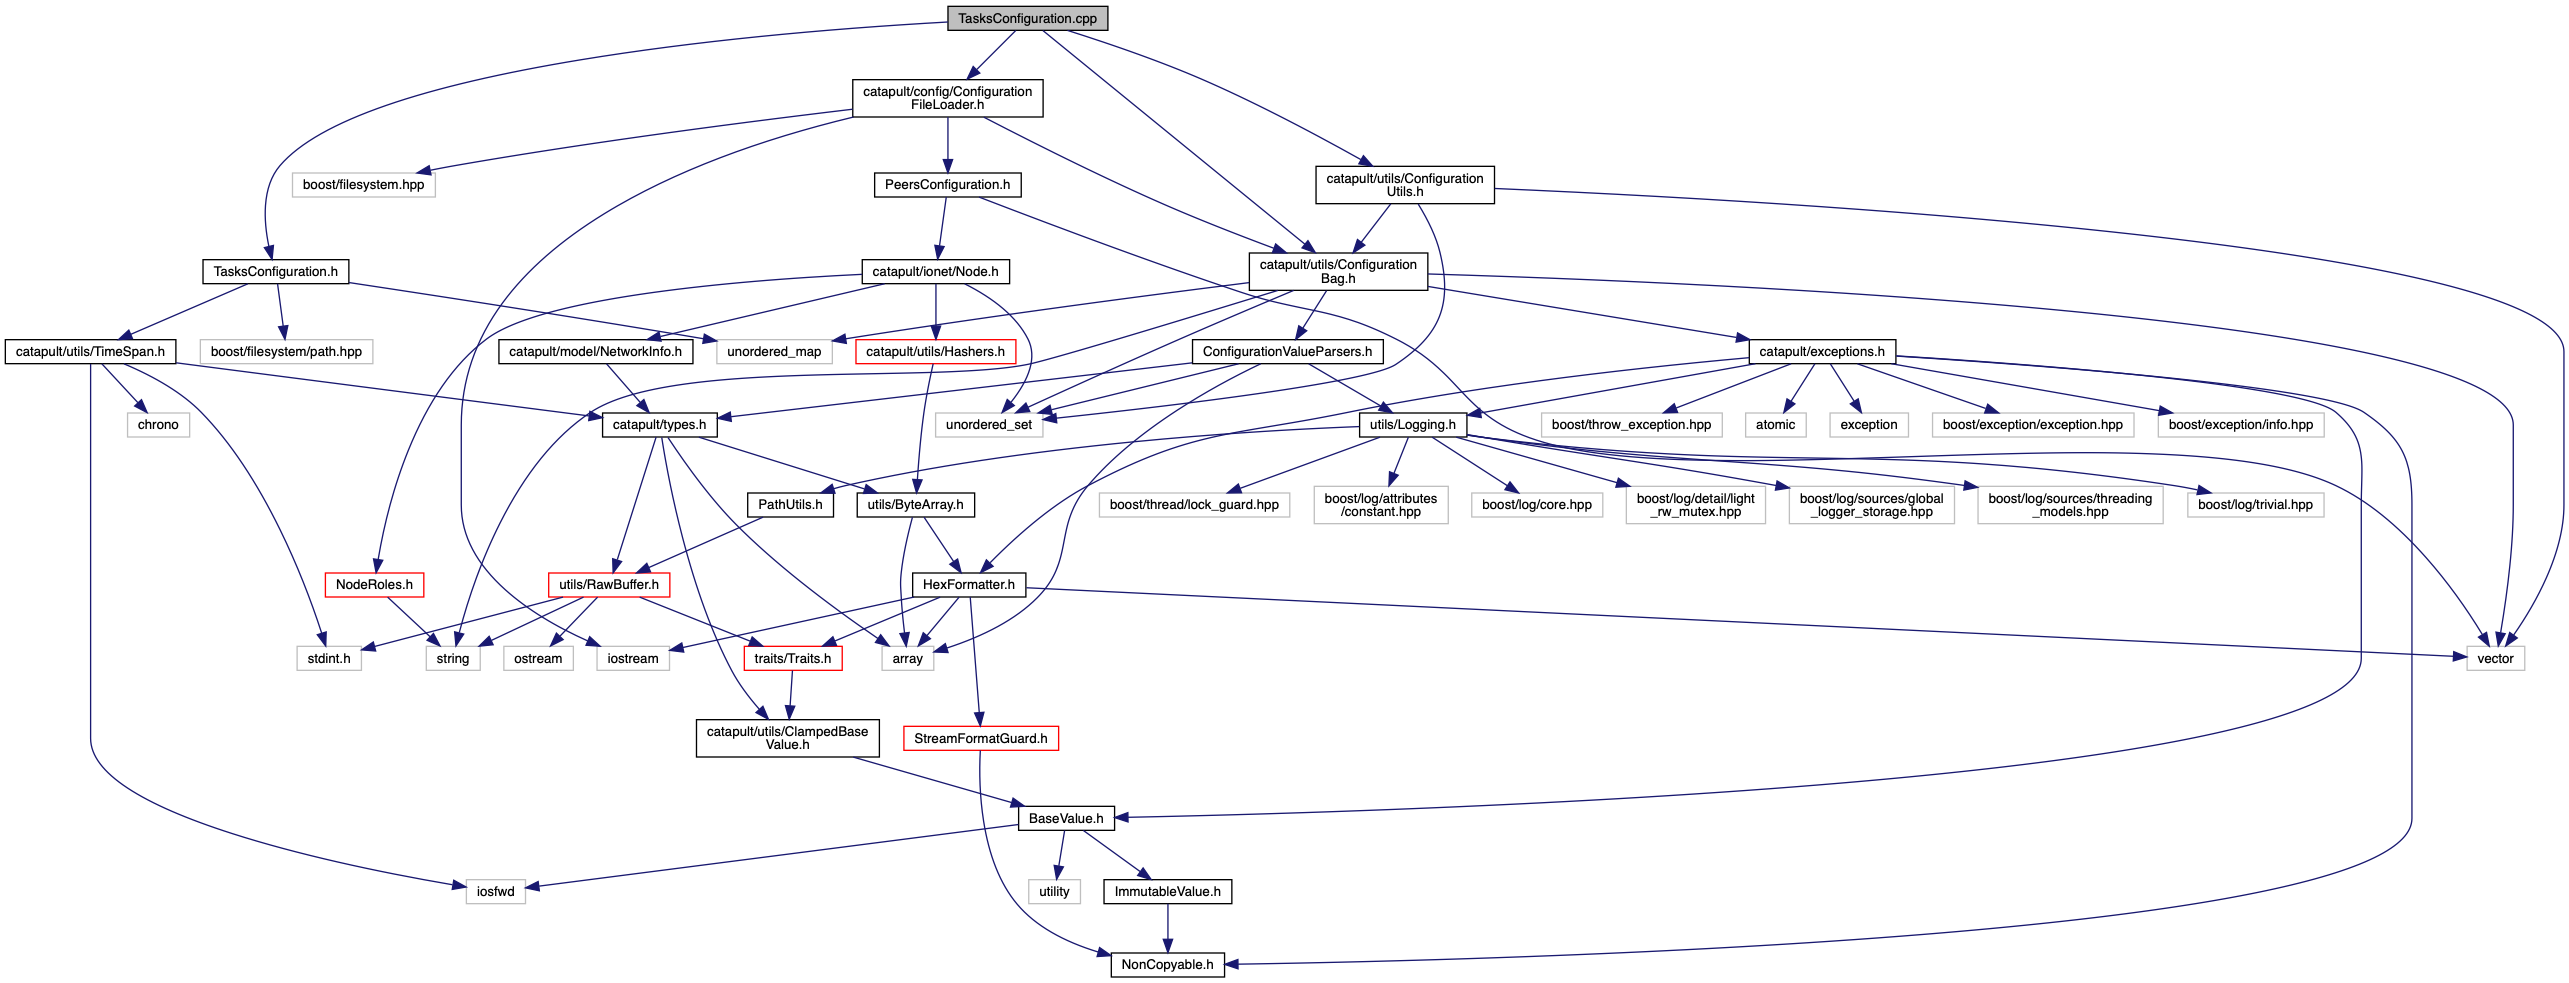 TasksConfiguration.cpp
catapult/config/Configuration
FileLoader.h
boost/filesystem.hpp
PeersConfiguration.h
catapult/utils/Configuration
Utils.h
TasksConfiguration.h
catapult/ionet/Node.h
catapult/utils/Configuration
Bag.h
catapult/utils/TimeSpan.h
boost/filesystem/path.hpp
catapult/model/NetworkInfo.h
unordered_map
catapult/utils/Hashers.h
ConfigurationValueParsers.h
catapult/exceptions.h
chrono
catapult/types.h
unordered_set
utils/Logging.h
boost/throw_exception.hpp
atomic
exception
boost/exception/exception.hpp
boost/exception/info.hpp
PathUtils.h
utils/ByteArray.h
boost/thread/lock_guard.hpp
boost/log/attributes
/constant.hpp
boost/log/core.hpp
boost/log/detail/light
_rw_mutex.hpp
boost/log/sources/global
_logger_storage.hpp
boost/log/sources/threading
_models.hpp
boost/log/trivial.hpp
NodeRoles.h
utils/RawBuffer.h
HexFormatter.h
stdint.h
string
ostream
iostream
traits/Traits.h
array
vector
catapult/utils/ClampedBase
Value.h
StreamFormatGuard.h
BaseValue.h
iosfwd
utility
ImmutableValue.h
NonCopyable.h